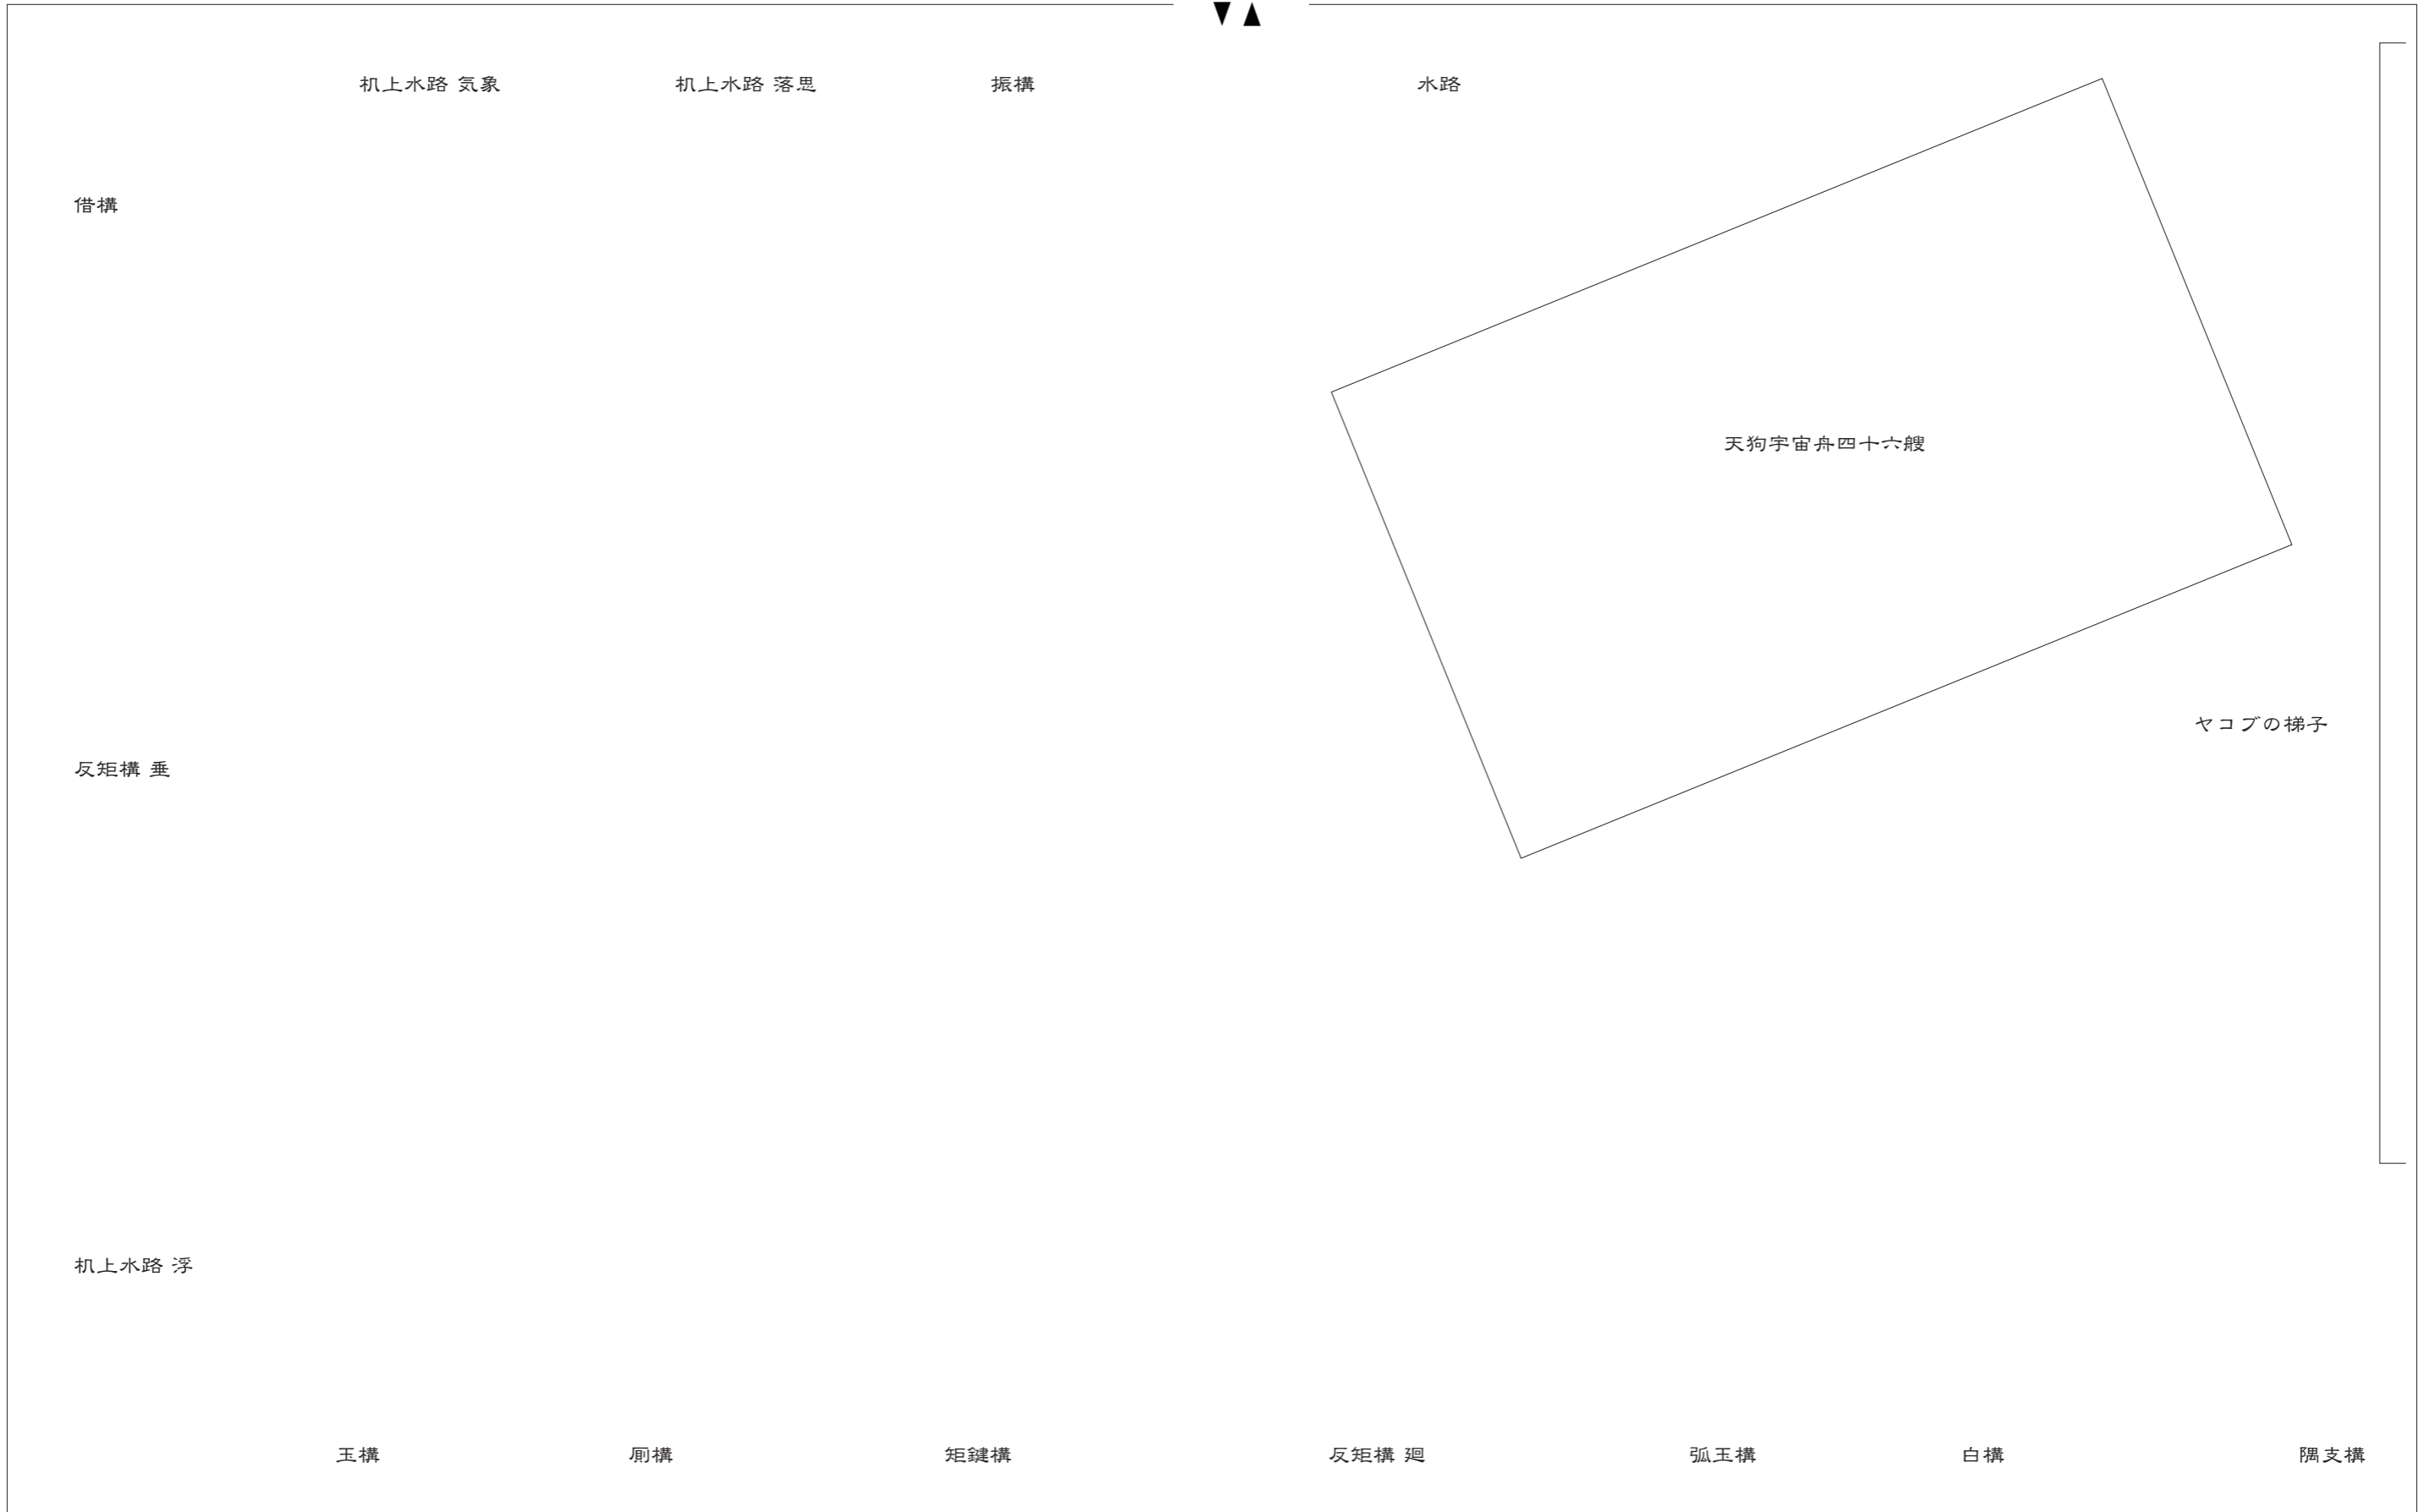 机上水路 気象
机上水路 落思
振構
水路
借構
天狗宇宙舟四十六艘
ヤコブの梯子
反矩構 垂
机上水路 浮
玉構
厠構
矩鍵構
反矩構 廻
弧玉構
白構
隅支構